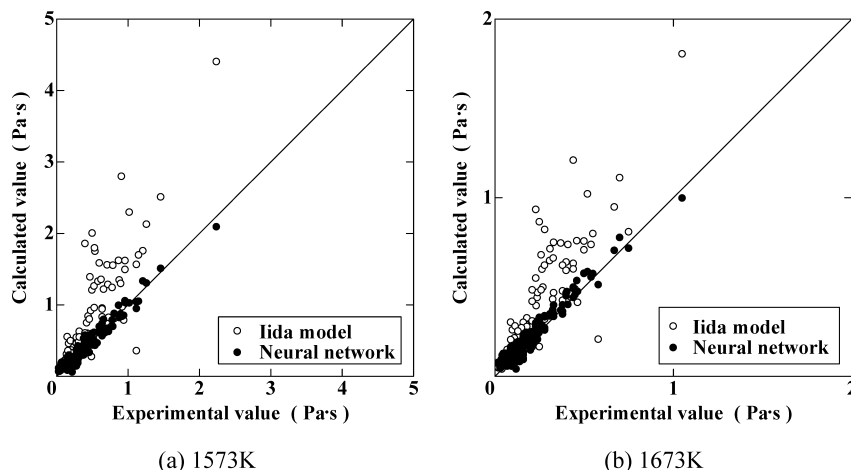 5
4
3
2
1
0
1
2
3
4
5
Calculated value ( Pa·s )
Experimental value ( Pa·s )
Iida model
Neural network
(a) 1573K
2
1
0
1
2
Calculated value ( Pa·s )
Experimental value ( Pa·s )
Iida model
Neural network
(b) 1673K